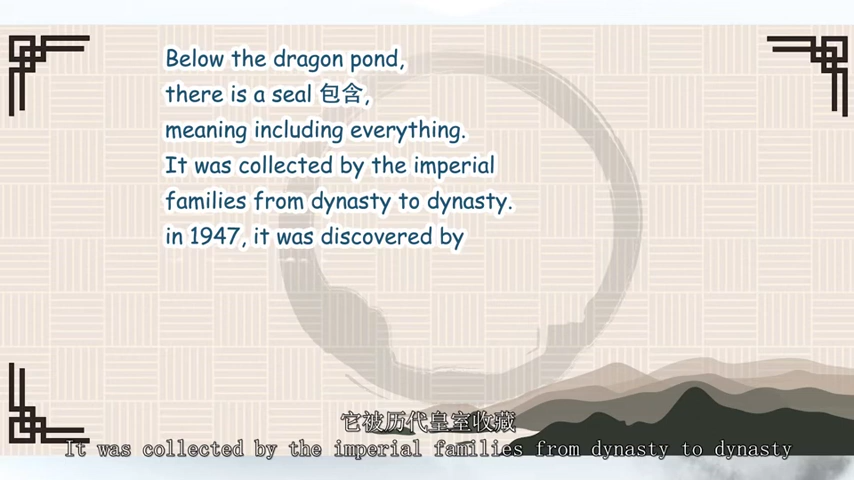 Below the dragon pond,
there is a seal 包含,
meaning including everything.
It was collected by the imperial
families from dynasty to dynasty.
in 1947, it was discovered by
它被历代皇室收藏
It was collected by the imperial families from dynasty to dynasty